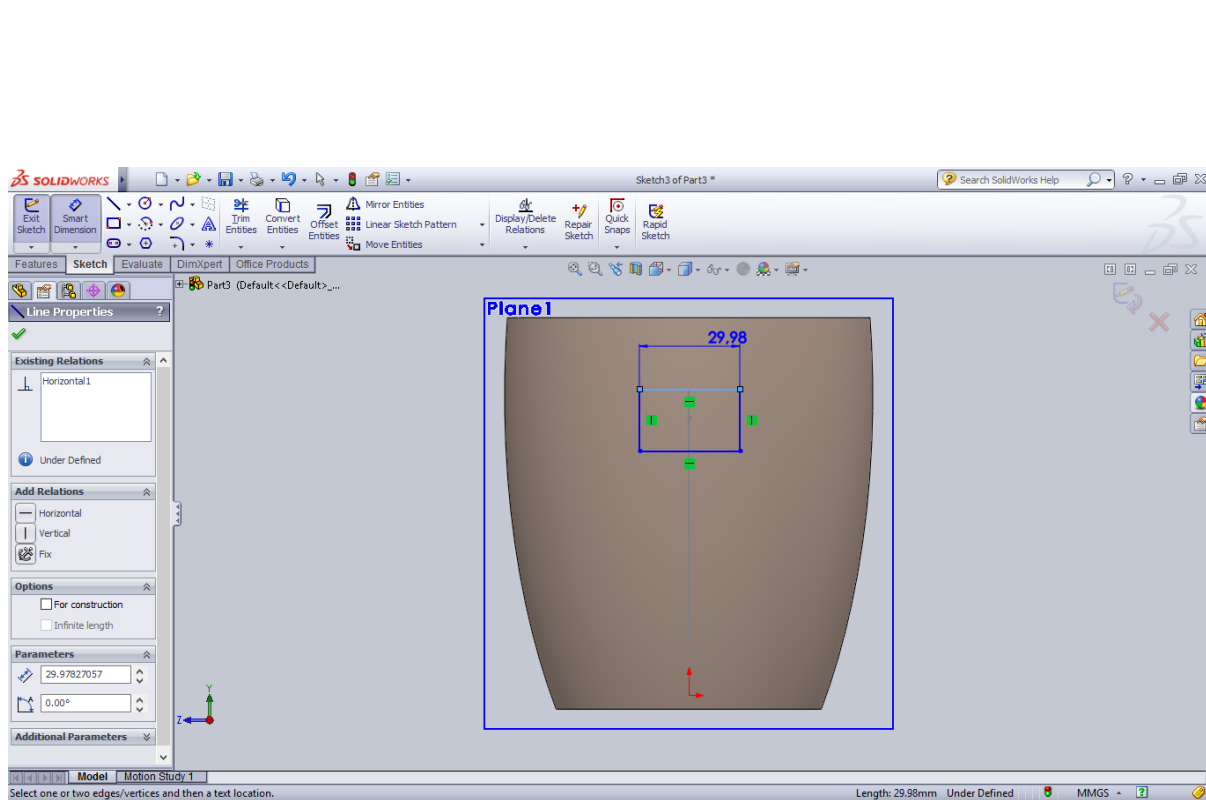 SOLIDWORKS
Sketch3 of Part3 *
Search SolidWorks Help
?
Exit Sketch
Smart Dimension
Trim Entities
Convert Entities
Offset Entities
Mirror Entities
Linear Sketch Pattern
Move Entities
Display/Delete Relations
Repair Sketch
Quick Snaps
Rapid Sketch
Features Sketch Evaluate DimXpert Office Products
Part3 (Default<<Default>_...
Line Properties ?
Existing Relations
Horizontal1
Under Defined
Add Relations
Horizontal
Vertical
Fix
Options
For construction
Infinite length
Parameters
29.97827057
0.00°
Additional Parameters
Plane1
29,98
Y
Z
Model Motion Study 1
Select one or two edges/vertices and then a text location.
Length: 29.98mm Under Defined MMGS ?